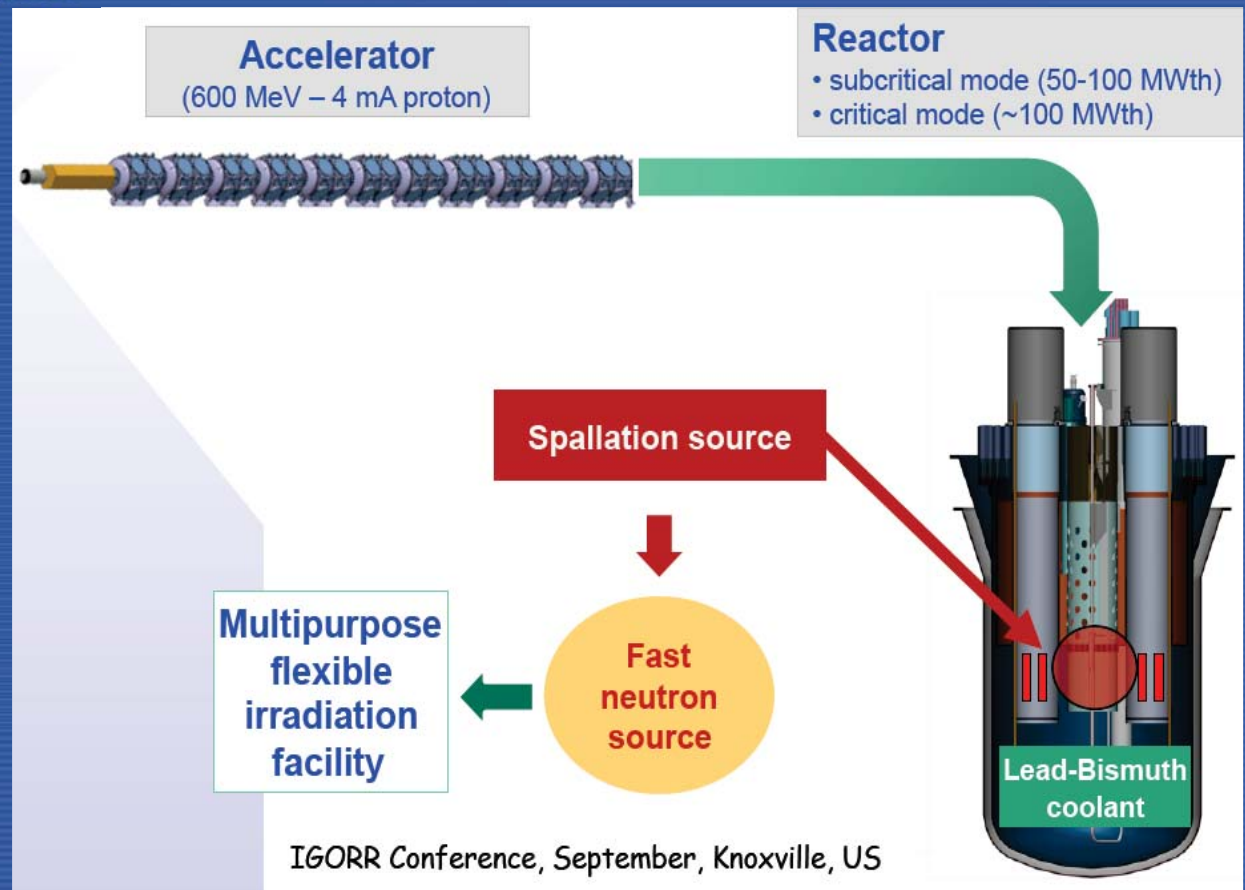 Accelerator
(600 MeV – 4 mA proton)
Reactor
• subcritical mode (50-100 MWth)
• critical mode (~100 MWth)
Spallation source
Multipurpose
flexible
irradiation
facility
Fast
neutron
source
Lead-Bismuth
coolant
IGORR Conference, September, Knoxville, US